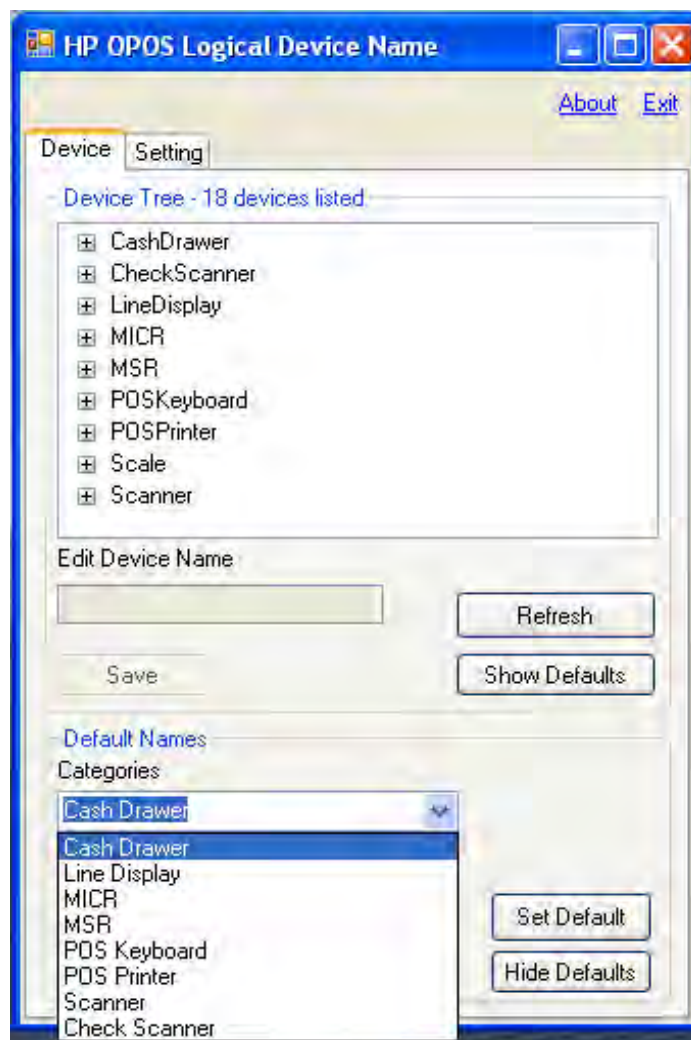 HP OPOS Logical Device Name
About Exit
Device Setting
Device Tree - 18 devices listed
CashDrawer
CheckScanner
LineDisplay
MICR
MSR
POSKeyboard
POSPrinter
Scale
Scanner
Edit Device Name
Refresh
Save Show Defaults
Default Names
Categories
Cash Drawer
Cash Drawer
Line Display
MICR
MSR
Set Default
POS Keyboard
POS Printer
Hide Defaults
Scanner
Check Scanner